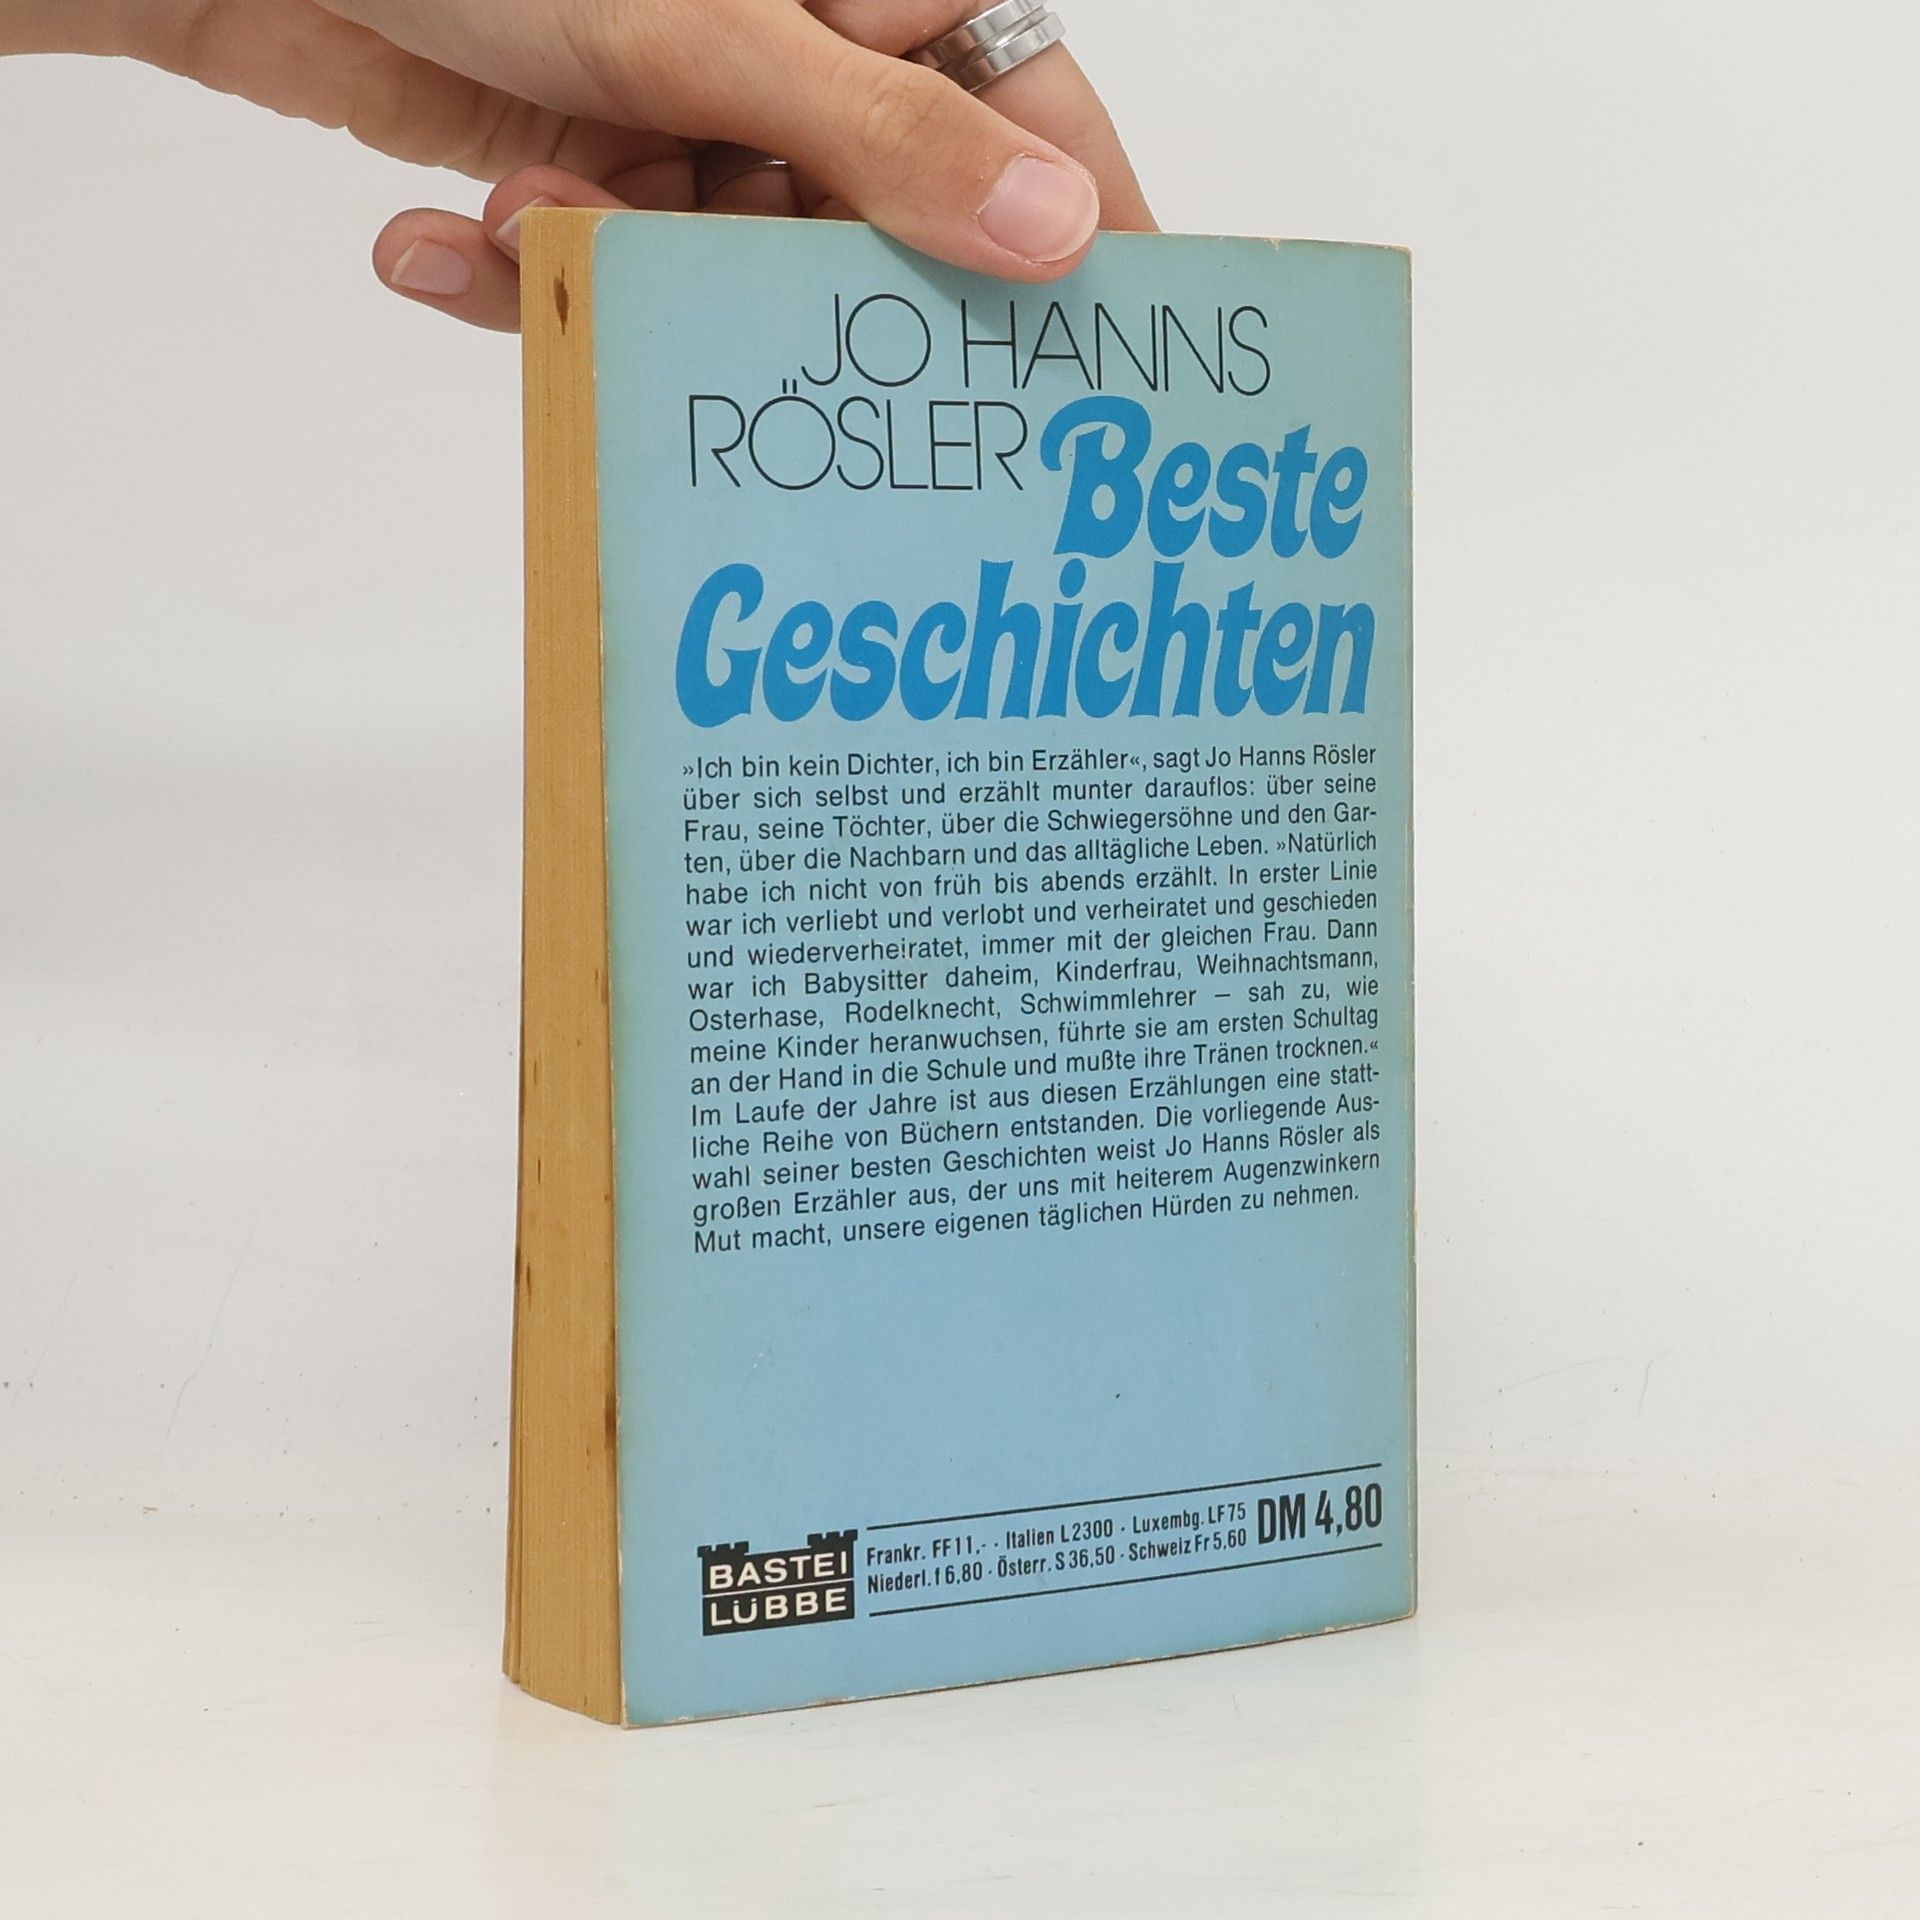 JO HANNS
RÖSLER Beste
Geschichten
»Ich bin kein Dichter, ich bin Erzähler«, sagt Jo Hanns Rösler
über sich selbst und erzählt munter darauflos: über seine
Frau, seine Töchter, über die Schwiegersöhne und den Gar-
ten, über die Nachbarn und das alltägliche Leben. »Natürlich
habe ich nicht von früh bis abends erzählt. In erster Linie
war ich verliebt und verlobt und verheiratet und geschieden
und wiederverheiratet, immer mit der gleichen Frau. Dann
war ich Babysitter daheim, Kinderfrau, Weihnachtsmann,
Osterhase, Rodelknecht, Schwimmlehrer – sah zu, wie
meine Kinder heranwuchsen, führte sie am ersten Schultag
an der Hand in die Schule und mußte ihre Tränen trocknen.«
Im Laufe der Jahre ist aus diesen Erzählungen eine statt-
liche Reihe von Büchern entstanden. Die vorliegende Aus-
wahl seiner besten Geschichten weist Jo Hanns Rösler als
großen Erzähler aus, der uns mit heiterem Augenzwinkern
Mut macht, unsere eigenen täglichen Hürden zu nehmen.
BASTEI
LÜBBE
Frankr. FF11,- · Italien L2300 · Luxembg. LF75
Niederl. f 6,80 · Österr. S 36,50 · Schweiz Fr 5,60
DM 4,80